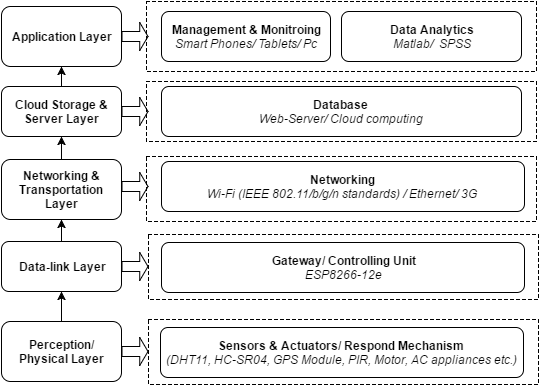 Application Layer
Management & Monitroing
Smart Phones/ Tablets/ Pc
Data Analytics
Matlab/ SPSS
Cloud Storage &
Server Layer
Database
Web-Server/ Cloud computing
Networking &
Transportation
Layer
Networking
Wi-Fi (IEEE 802.11/b/g/n standards) / Ethernet/ 3G
Data-link Layer
Gateway/ Controlling Unit
ESP8266-12e
Perception/
Physical Layer
Sensors & Actuators/ Respond Mechanism
(DHT11, HC-SR04, GPS Module, PIR, Motor, AC appliances etc.)